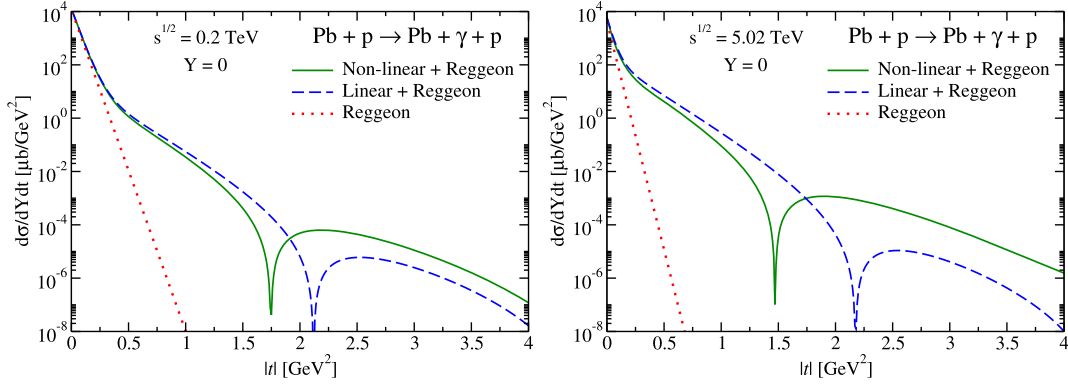 s^1/2 = 0.2 TeV
Y = 0
Pb + p → Pb + γ + p
Non-linear + Reggeon
Linear + Reggeon
Reggeon
dσ/dYdt [μb/GeV^2]
10^4
10^2
10^0
10^-2
10^-4
10^-6
10^-8
0 0.5 1 1.5 2 2.5 3 3.5 4
|t| [GeV^2]
s^1/2 = 5.02 TeV
Y = 0
Pb + p → Pb + γ + p
Non-linear + Reggeon
Linear + Reggeon
Reggeon
dσ/dYdt [μb/GeV^2]
10^4
10^2
10^0
10^-2
10^-4
10^-6
10^-8
0 0.5 1 1.5 2 2.5 3 3.5 4
|t| [GeV^2]